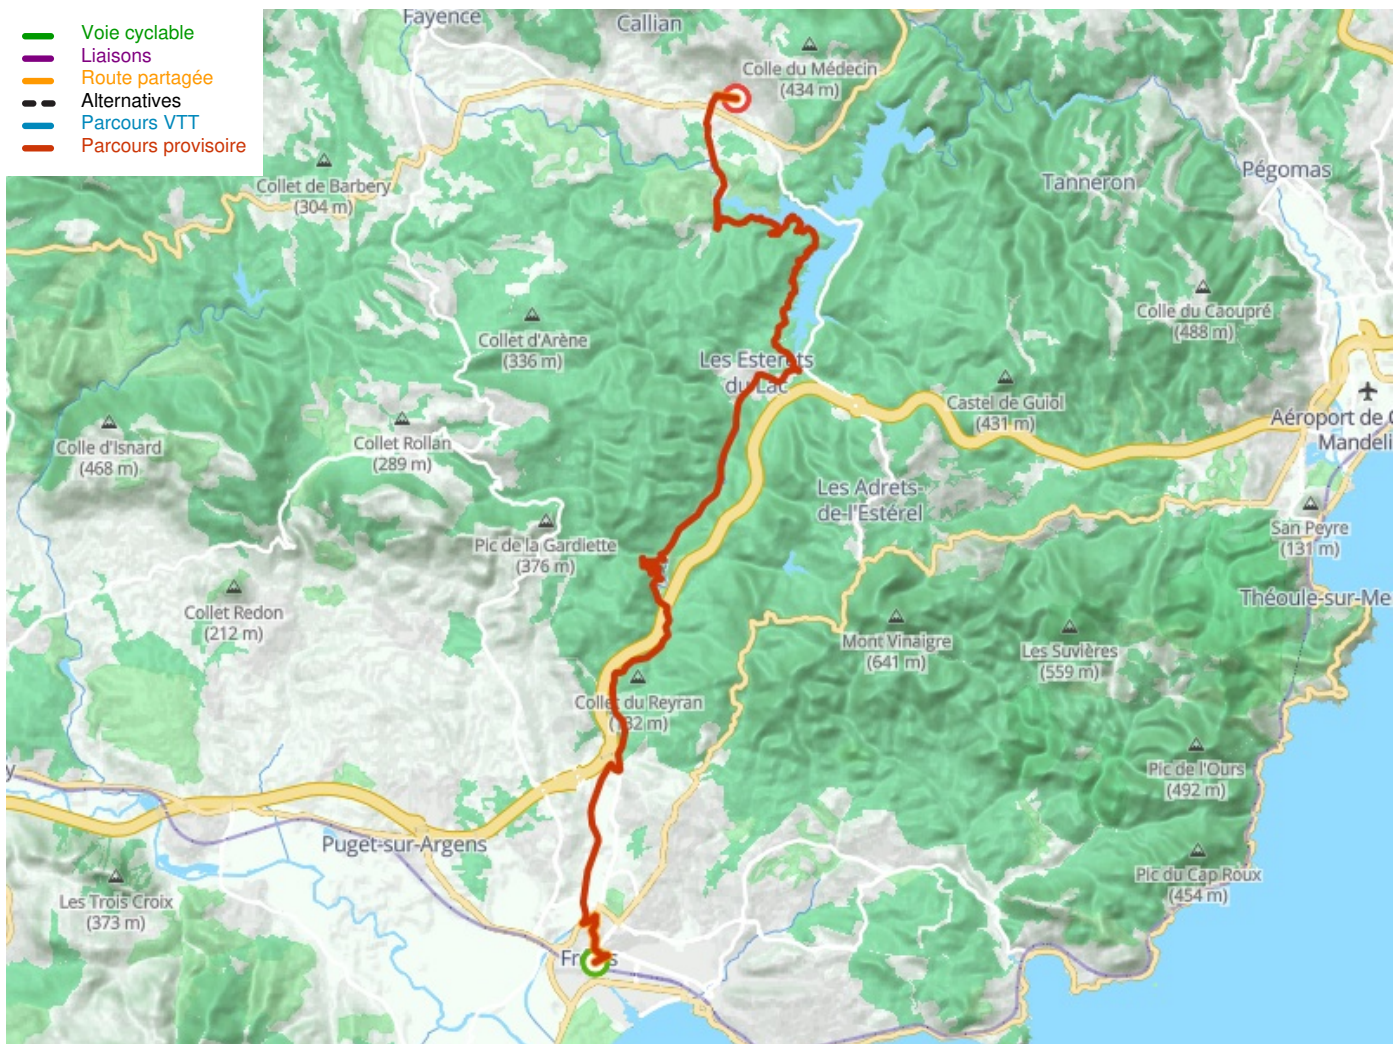 Voie cyclable
Liaisons
Route partagée
Alternatives
Parcours VTT
Parcours provisoire
Fayence
Callian
Colle du Médecin
(434 m)
Collet de Barbery
(304 m)
Tanneron
Pégomas
Colle du Caoupré
(488 m)
Collet d'Arène
(336 m)
Les Esterets
du Lac
Castel de Guiol
(431 m)
Aéroport de C
Mandeli
Colle d'Isnard
(468 m)
Collet Rollan
(289 m)
Les Adrets-
de-l'Estérel
San Peyre
(131 m)
Pic de la Gardiette
(376 m)
Collet Redon
(212 m)
Théoule-sur-Me
Mont Vinaigre
(641 m)
Les Suvières
(559 m)
Collet du Reyran
Pic de l'Ours
(492 m)
y
Puget-sur-Argens
Pic du Cap Roux
(454 m)
Les Trois Croix
(373 m)